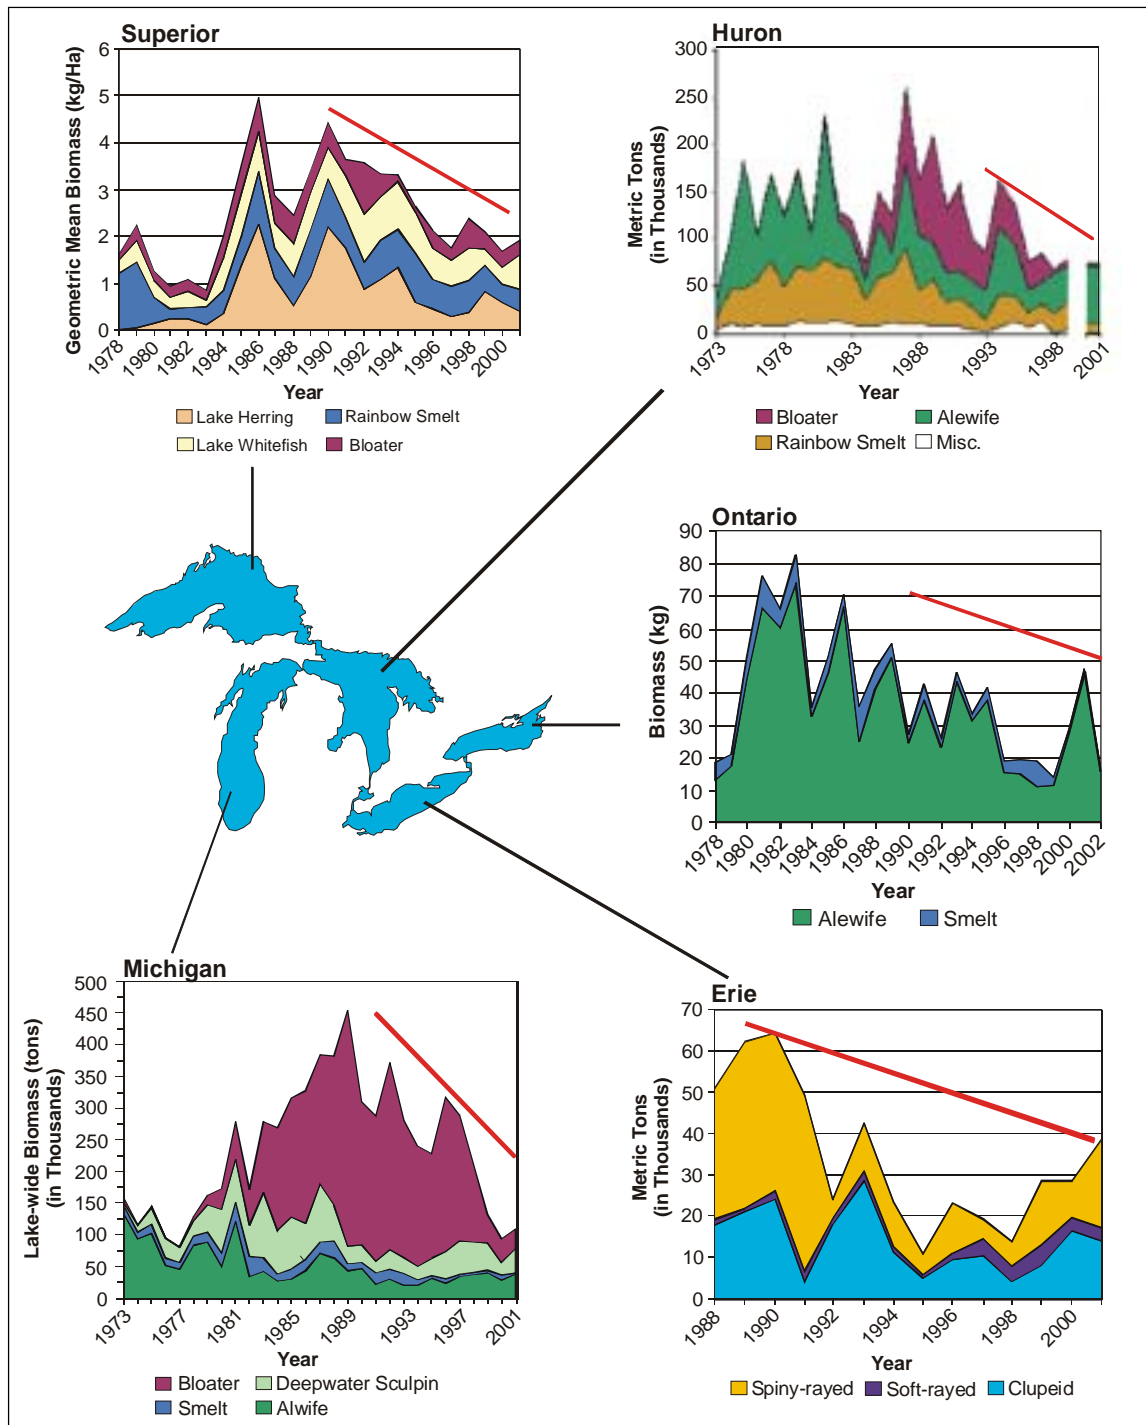 Superior
Geometric Mean Biomass (kg/Ha)
6
5
4
3
2
1
0
1978 1980 1982 1984 1986 1988 1990 1992 1994 1996 1998 2000
Year
Lake Herring Rainbow Smelt
Lake Whitefish Bloater
Huron
Metric Tons
(in Thousands)
300
250
200
150
100
50
0
1973 1978 1983 1988 1993 1998 2001
Year
Bloater Alewife
Rainbow Smelt Misc.
Ontario
Biomass (kg)
90
80
70
60
50
40
30
20
10
0
1978 1980 1982 1984 1986 1988 1990 1992 1994 1996 1998 2000 2002
Year
Alewife Smelt
Michigan
Lake-wide Biomass (tons)
(in Thousands)
500
450
400
350
300
250
200
150
100
50
0
1973 1977 1981 1985 1989 1993 1997 2001
Year
Bloater Deepwater Sculpin
Smelt Alwife
Erie
Metric Tons
(in Thousands)
70
60
50
40
30
20
10
0
1988 1990 1992 1994 1996 1998 2000
Year
Spiny-rayed Soft-rayed Clupeid